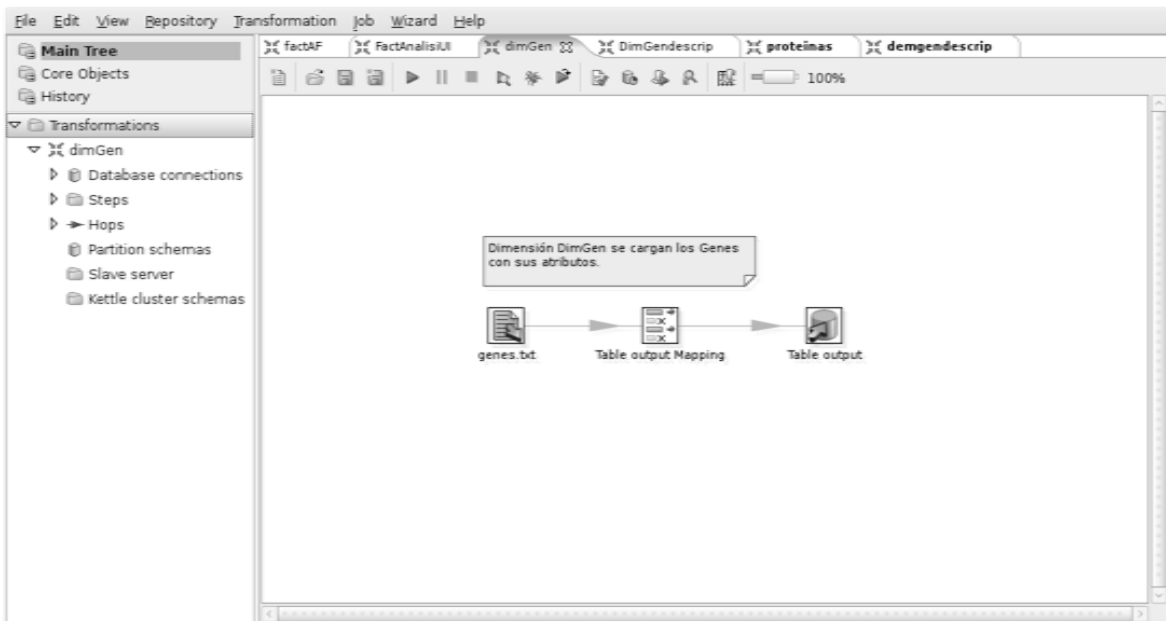 File Edit View Repository Transformation Job Wizard Help
Main Tree
Core Objects
History
Transformations
dimGen
Database connections
Steps
Hops
Partition schemas
Slave server
Kettle cluster schemas
factAF FactAnalisiUI dimGen DimGendescrip proteinas demgendescrip
100%
Dimensión DimGen se cargan los Genes
con sus atributos.
genes.txt Table output Mapping Table output